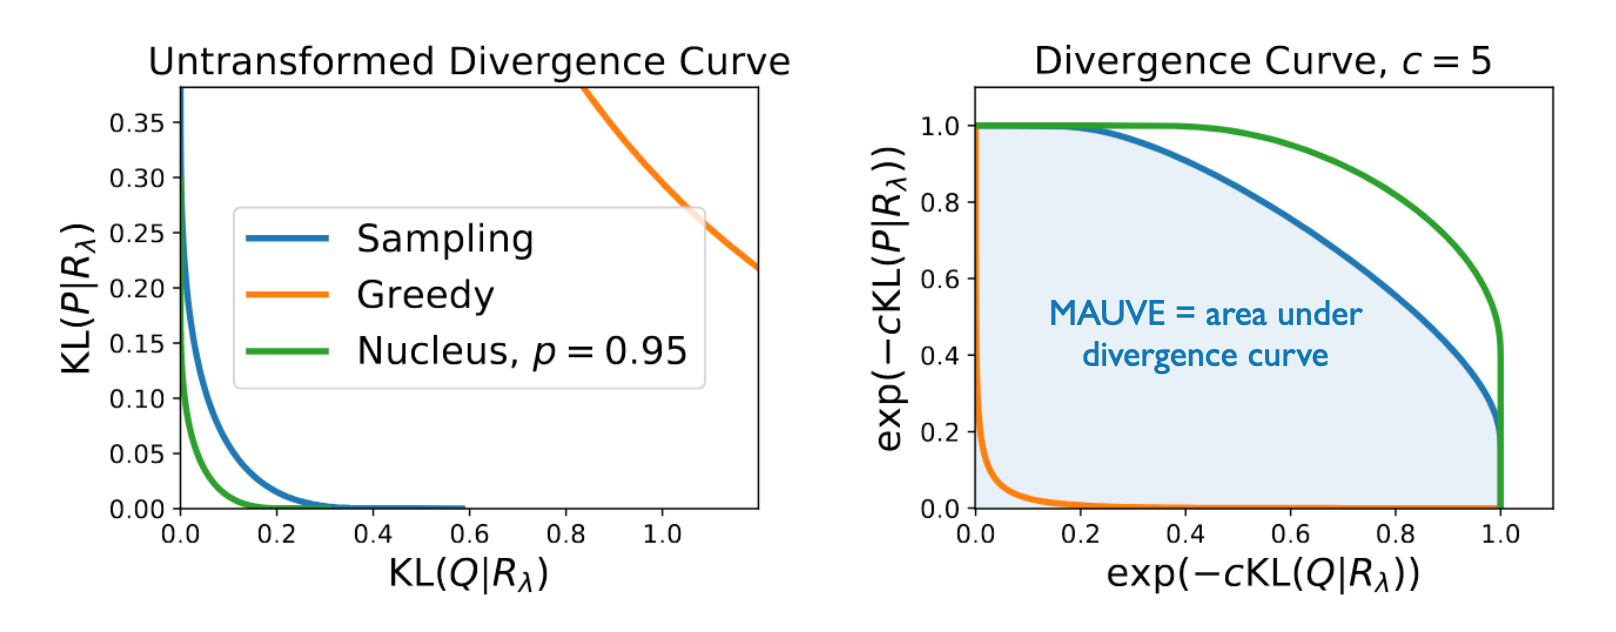 Untransformed Divergence Curve
KL(P|Rλ)
0.35
0.30
0.25
0.20
0.15
0.10
0.05
0.00
Sampling
Greedy
Nucleus, p = 0.95
0.0 0.2 0.4 0.6 0.8 1.0
KL(Q|Rλ)
Divergence Curve, c = 5
exp(−cKL(P|Rλ))
1.0
0.8
0.6
0.4
0.2
0.0
MAUVE = area under
divergence curve
0.0 0.2 0.4 0.6 0.8 1.0
exp(−cKL(Q|Rλ))